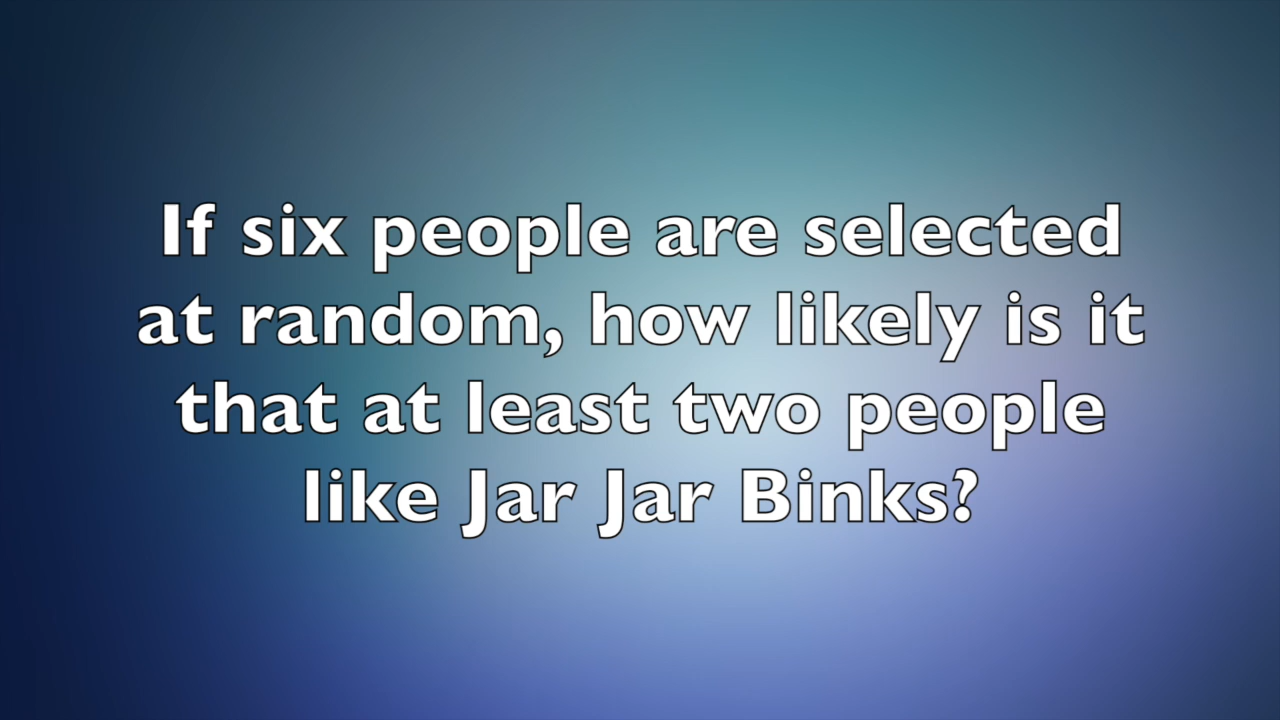 If six people are selected
at random, how likely is it
that at least two people
like Jar Jar Binks?